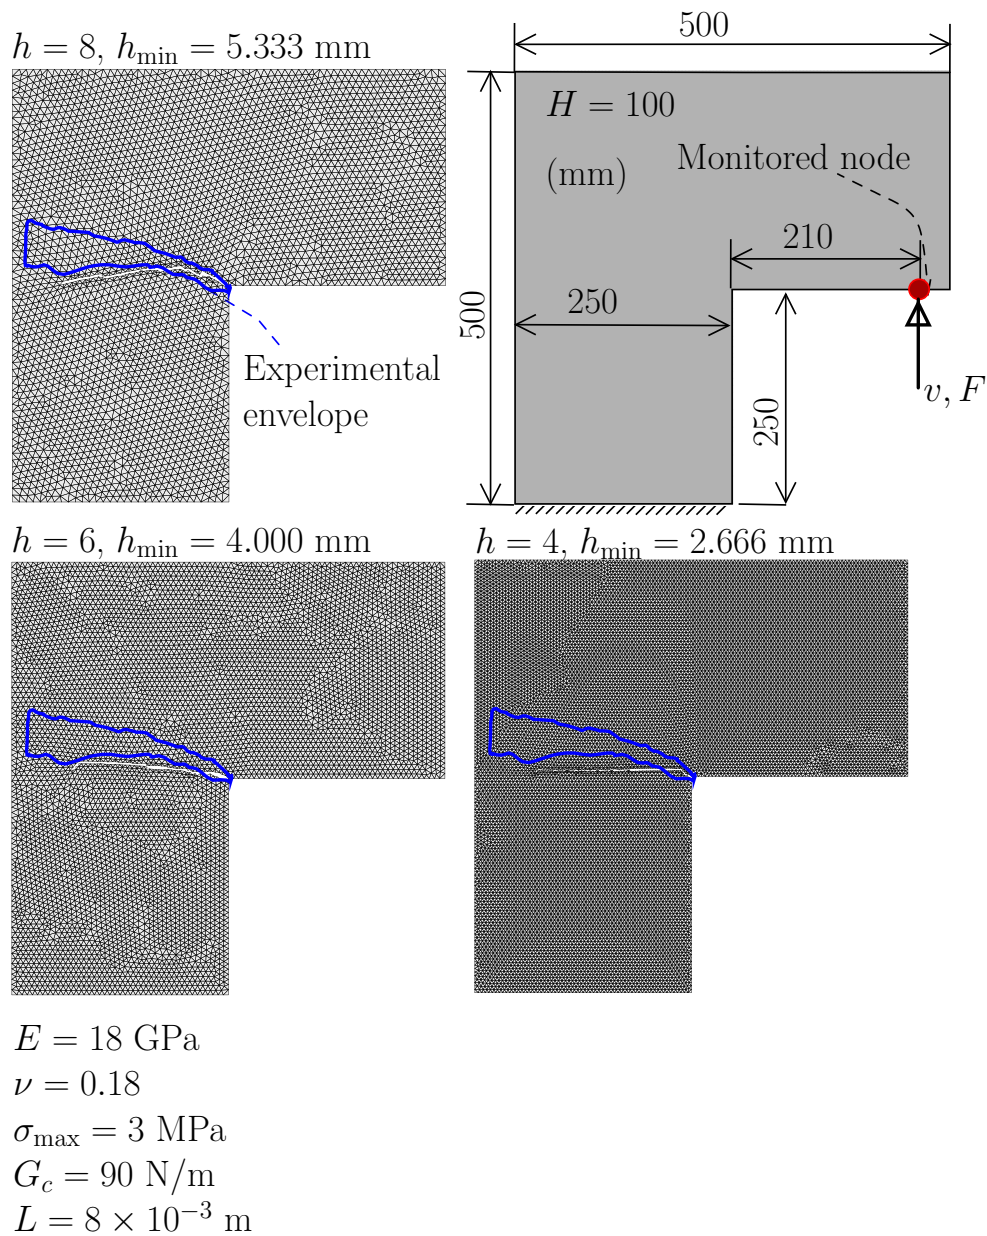 h = 8, h_min = 5.333 mm
500
H = 100
(mm)
Monitored node
210
250
500
250
v, F
Experimental
envelope
h = 6, h_min = 4.000 mm
h = 4, h_min = 2.666 mm
E = 18 GPa
ν = 0.18
σ_max = 3 MPa
G_c = 90 N/m
L = 8 × 10⁻³ m